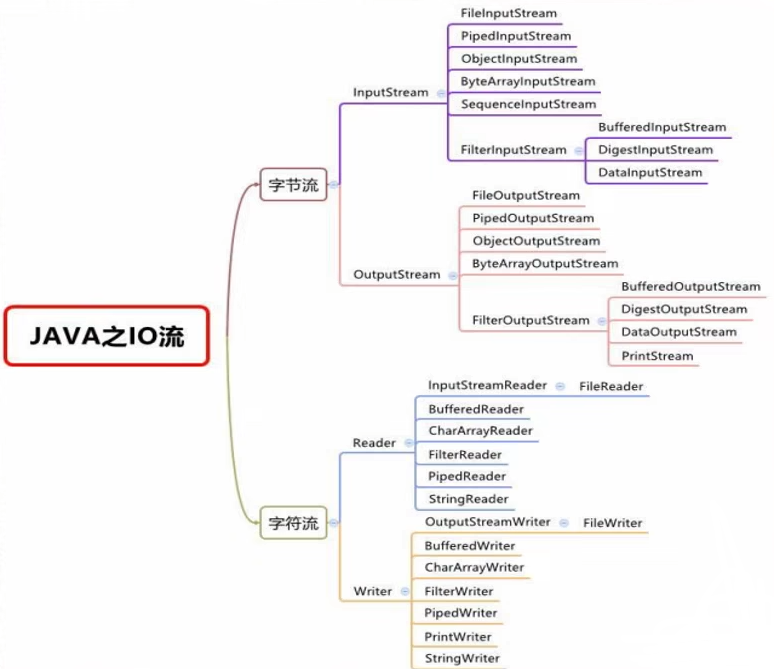 JAVA之IO流
字节流
InputStream
FileInputStream
PipedInputStream
ObjectInputStream
ByteArrayInputStream
SequenceInputStream
FilterInputStream
BufferedInputStream
DigestInputStream
DataInputStream
OutputStream
FileOutputStream
PipedOutputStream
ObjectOutputStream
ByteArrayOutputStream
FilterOutputStream
BufferedOutputStream
DigestOutputStream
DataOutputStream
PrintStream
字符流
Reader
InputStreamReader
FileReader
BufferedReader
CharArrayReader
FilterReader
PipedReader
StringReader
Writer
OutputStreamWriter
FileWriter
BufferedWriter
CharArrayWriter
FilterWriter
PipedWriter
PrintWriter
StringWriter